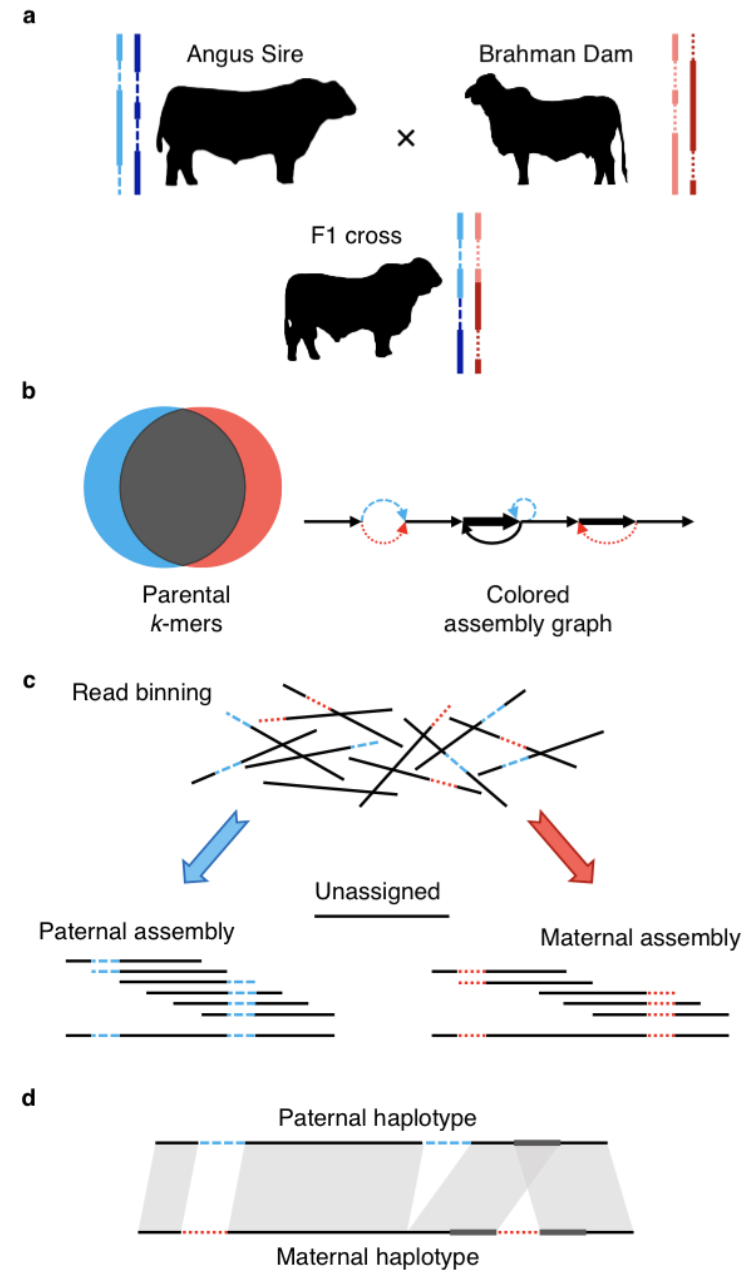 a
Angus Sire
Brahman Dam
×
F1 cross
b
Parental
k-mers
Colored
assembly graph
c
Read binning
Unassigned
Paternal assembly
Maternal assembly
d
Paternal haplotype
Maternal haplotype